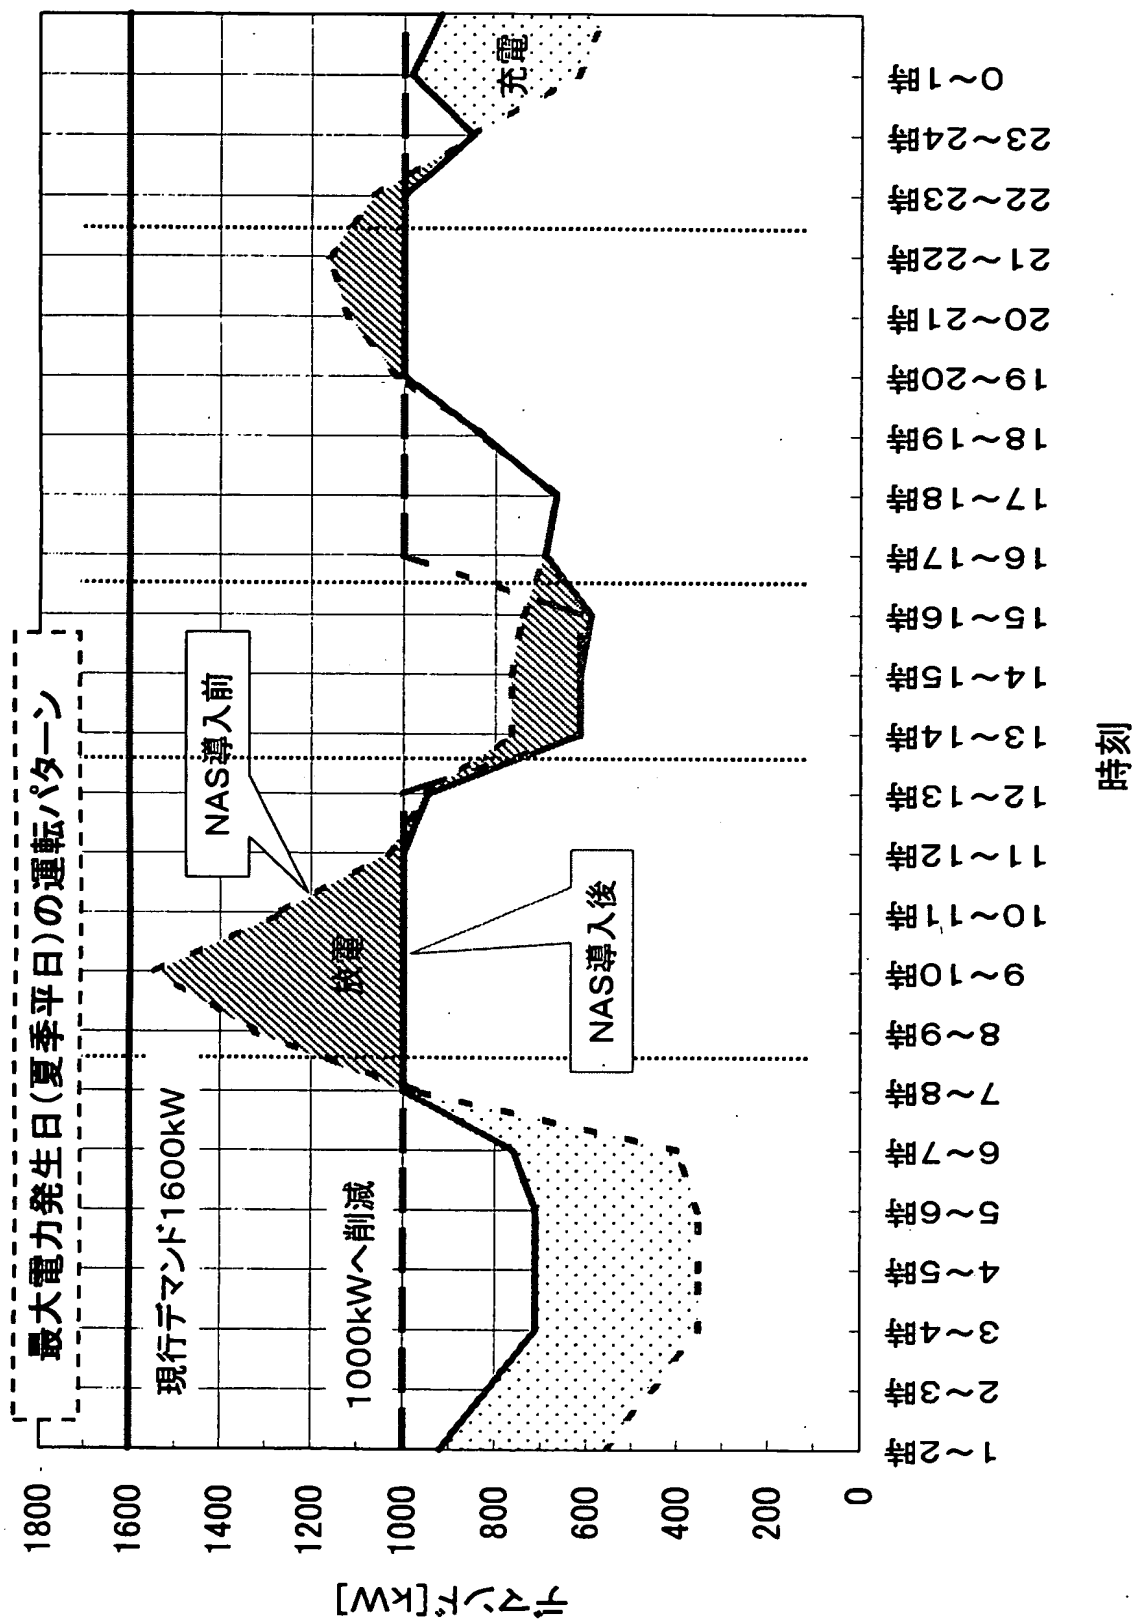 最大電力発生日(夏季平日)の運転パターン
現行デマンド1600kW
1000kWへ削減
NAS導入前
NAS導入後
放電
充電
デマンド[kW]
1800
1600
1400
1200
1000
800
600
400
200
0
1~2時
2~3時
3~4時
4~5時
5~6時
6~7時
7~8時
8~9時
9~10時
10~11時
11~12時
12~13時
13~14時
14~15時
15~16時
16~17時
17~18時
18~19時
19~20時
20~21時
21~22時
22~23時
23~24時
0~1時
時刻